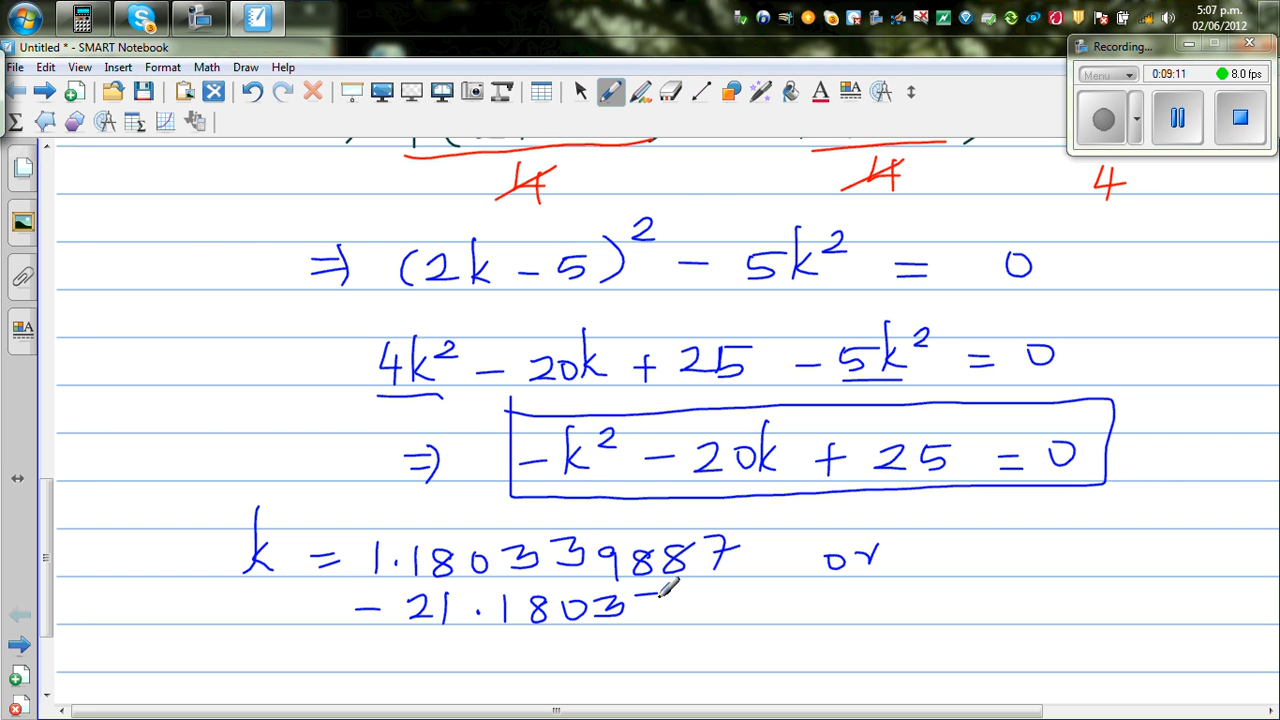 5:07 p.m.
02/06/2012
Untitled * - SMART Notebook
File Edit View Insert Format Math Draw Help
Recording...
Menu
0:09:11
8.0 fps
4 4 4
⇒ (2k - 5)² - 5k² = 0
4k² - 20k + 25 - 5k² = 0
⇒ -k² - 20k + 25 = 0
k = 1.180339887 or
- 21.1803